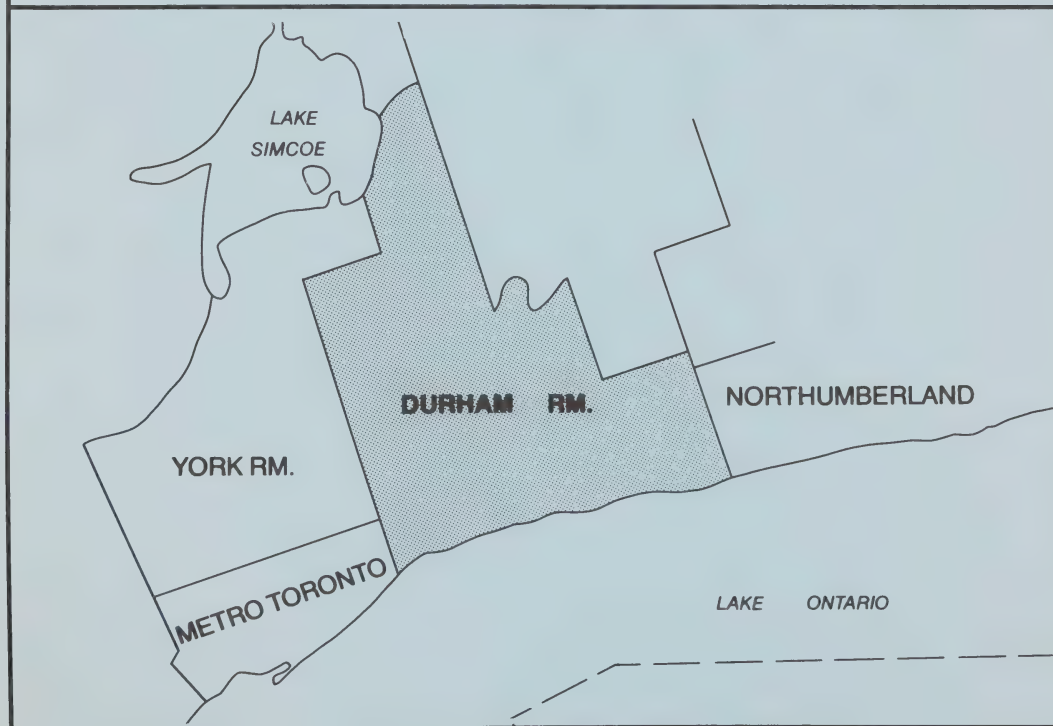 LAKE
SIMCOE
DURHAM RM.
NORTHUMBERLAND
YORK RM.
METRO TORONTO
LAKE ONTARIO